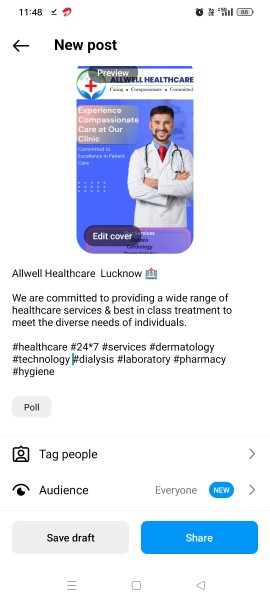 11:48
88
New post
Preview
ALLWELL HEALTHCARE
Caring • Compassionate • Committed
Experience
Compassionate
Care at Our
Clinic
Committed to
Excellence in Patient
Care
Edit cover
Services
Cardiology
Allwell Healthcare Lucknow 🏥
We are committed to providing a wide range of
healthcare services & best in class treatment to
meet the diverse needs of individuals.
#healthcare #24*7 #services #dermatology
#technology #dialysis #laboratory #pharmacy
#hygiene
Poll
Tag people
Audience
Everyone
NEW
Save draft
Share